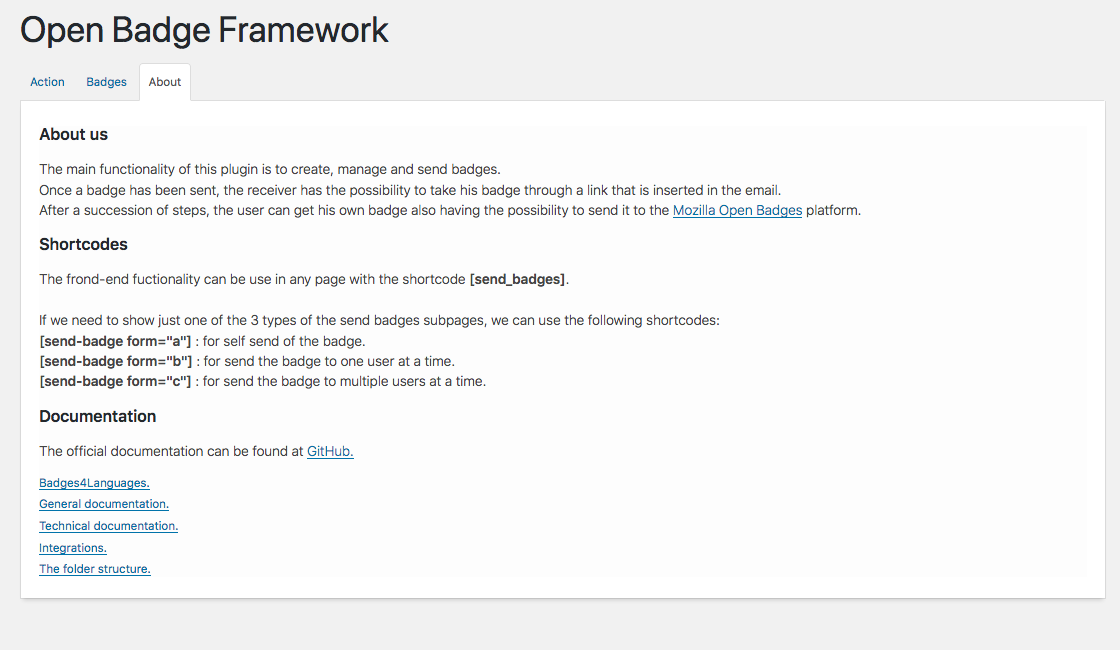 Open Badge Framework
Action Badges About
About us
The main functionality of this plugin is to create, manage and send badges.
Once a badge has been sent, the receiver has the possibility to take his badge through a link that is inserted in the email.
After a succession of steps, the user can get his own badge also having the possibility to send it to the Mozilla Open Badges platform.
Shortcodes
The frond-end fuctionality can be use in any page with the shortcode [send_badges].
If we need to show just one of the 3 types of the send badges subpages, we can use the following shortcodes:
[send-badge form="a"] : for self send of the badge.
[send-badge form="b"] : for send the badge to one user at a time.
[send-badge form="c"] : for send the badge to multiple users at a time.
Documentation
The official documentation can be found at GitHub.
Badges4Languages.
General documentation.
Technical documentation.
Integrations.
The folder structure.